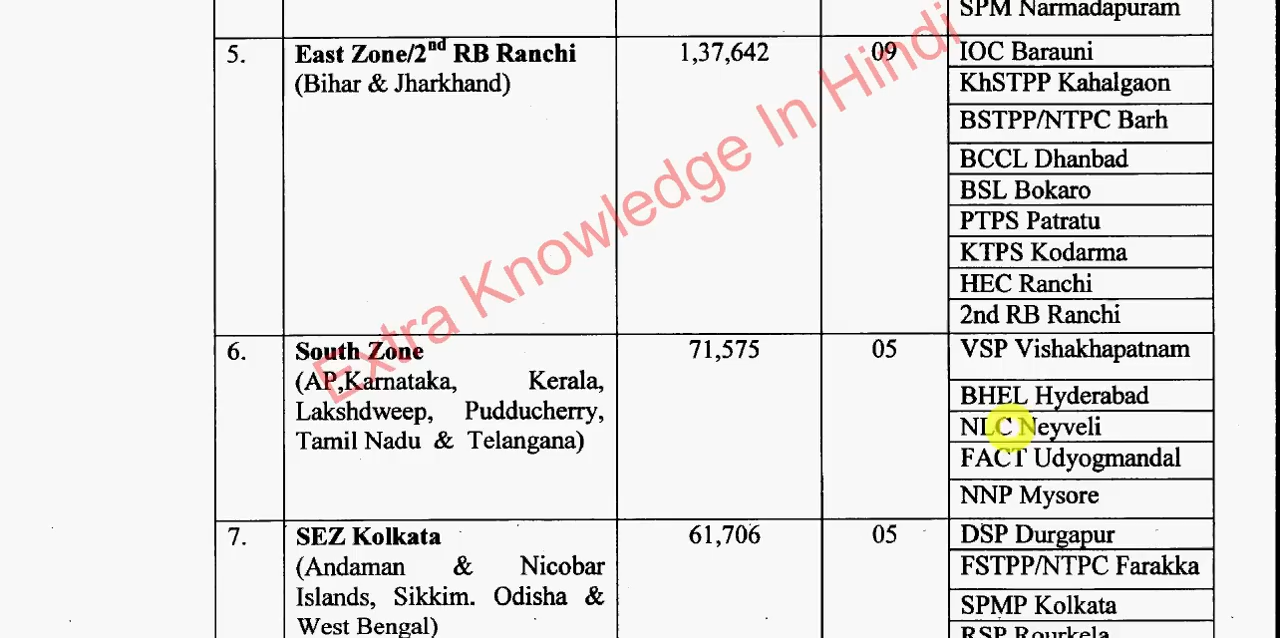 SPM Narmadapuram
5. East Zone/2nd RB Ranchi 1,37,642 09 IOC Barauni
(Bihar & Jharkhand) KhSTPP Kahalgaon
BSTPP/NTPC Barh
BCCL Dhanbad
BSL Bokaro
PTPS Patratu
KTPS Kodarma
HEC Ranchi
2nd RB Ranchi
6. South Zone 71,575 05 VSP Vishakhapatnam
(AP,Karnataka, Kerala,
Lakshdweep, Pudducherry, BHEL Hyderabad
Tamil Nadu & Telangana) NLC Neyveli
FACT Udyogmandal
NNP Mysore
7. SEZ Kolkata 61,706 05 DSP Durgapur
(Andaman & Nicobar FSTPP/NTPC Farakka
Islands, Sikkim. Odisha & SPMP Kolkata
West Bengal) RSP Rourkela
Extra Knowledge In Hindi